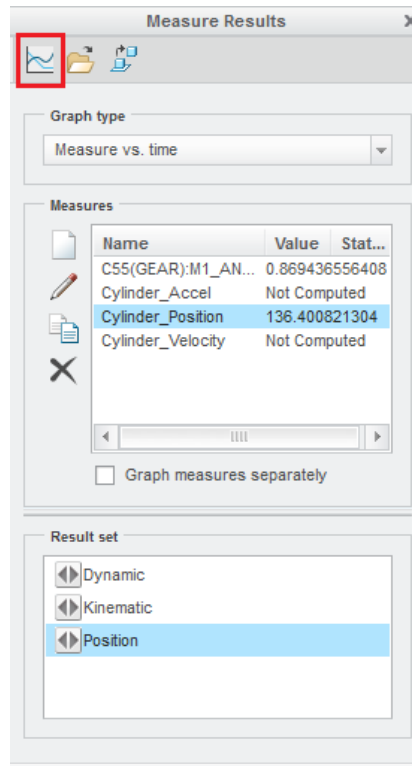 Measure Results
Graph type
Measure vs. time
Measures
Name Value Stat...
C55(GEAR):M1_AN... 0.869436556408
Cylinder_Accel Not Computed
Cylinder_Position 136.400821304
Cylinder_Velocity Not Computed
Graph measures separately
Result set
Dynamic
Kinematic
Position